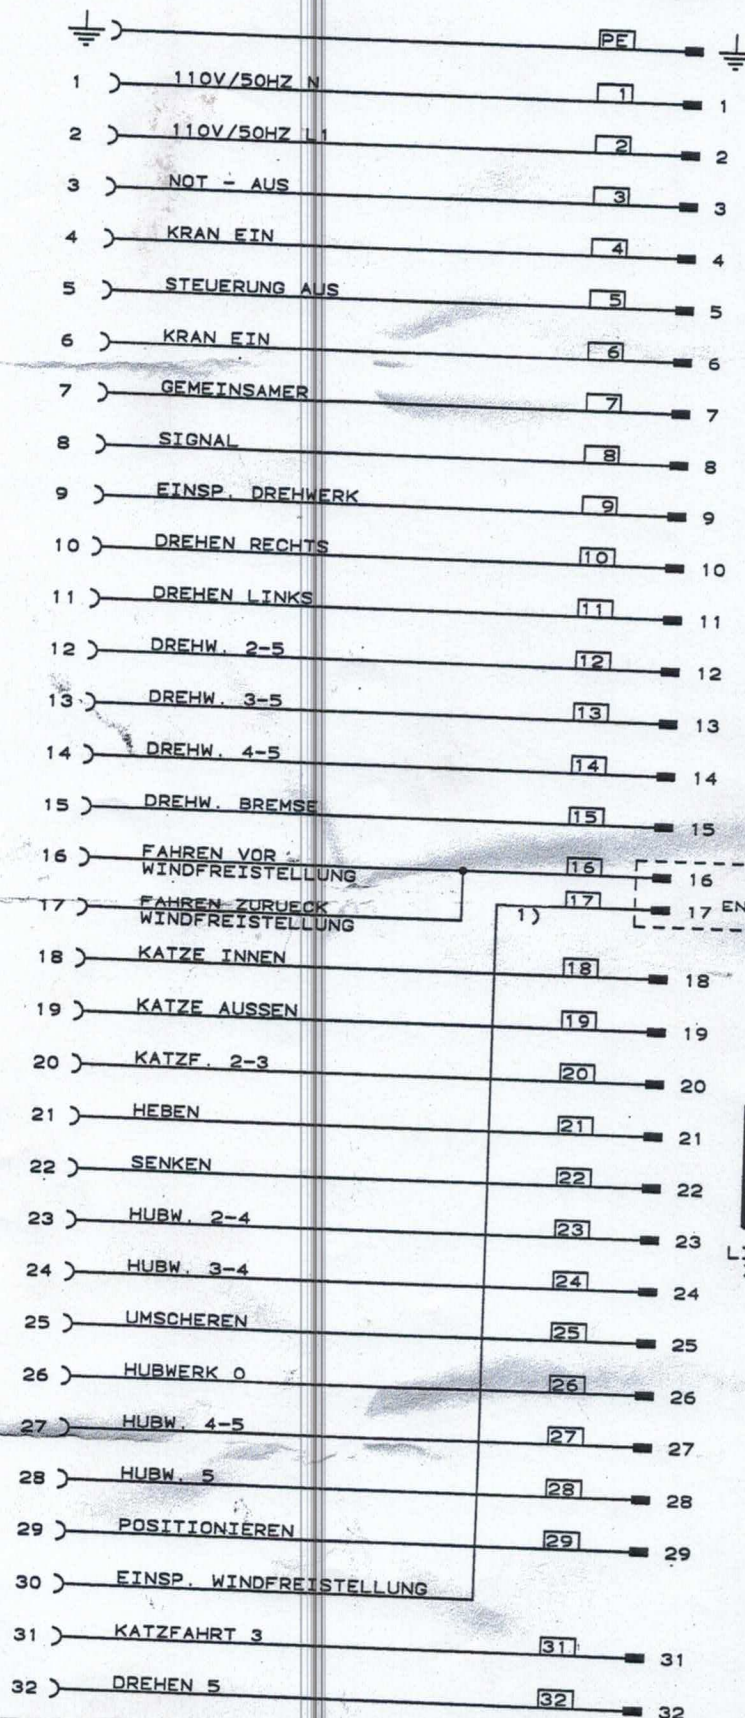 PE
1 110V/50HZ N 1 1
2 110V/50HZ L1 2 2
3 NOT - AUS 3 3
4 KRAN EIN 4 4
5 STEUERUNG AUS 5 5
6 KRAN EIN 6 6
7 GEMEINSAMER 7 7
8 SIGNAL 8 8
9 EINSP. DREHWERK 9 9
10 DREHEN RECHTS 10 10
11 DREHEN LINKS 11 11
12 DREHW. 2-5 12 12
13 DREHW. 3-5 13 13
14 DREHW. 4-5 14 14
15 DREHW. BREMSE 15 15
16 FAHREN VOR 16 16
WINDFREISTELLUNG
17 FAHREN ZURUECK 1) 17 17 EN
WINDFREISTELLUNG
18 KATZE INNEN 18 18
19 KATZE AUSSEN 19 19
20 KATZF. 2-3 20 20
21 HEBEN 21 21
22 SENKEN 22 22
23 HUBW. 2-4 23 23
24 HUBW. 3-4 24 24
25 UMSCHEREN 25 25
26 HUBWERK 0 26 26
27 HUBW. 4-5 27 27
28 HUBW. 5 28 28
29 POSITIONIEREN 29 29
30 EINSP. WINDFREISTELLUNG
31 KATZFAHRT 3 31 31
32 DREHEN 5 32 32